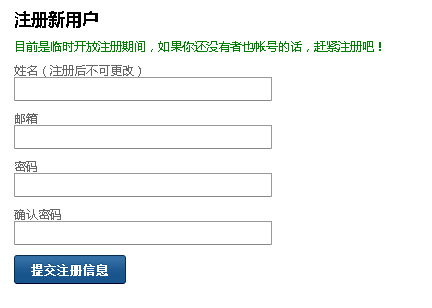 注册新用户
目前是临时开放注册期间，如果你还没有者也帐号的话，赶紧注册吧！
姓名（注册后不可更改）
邮箱
密码
确认密码
提交注册信息